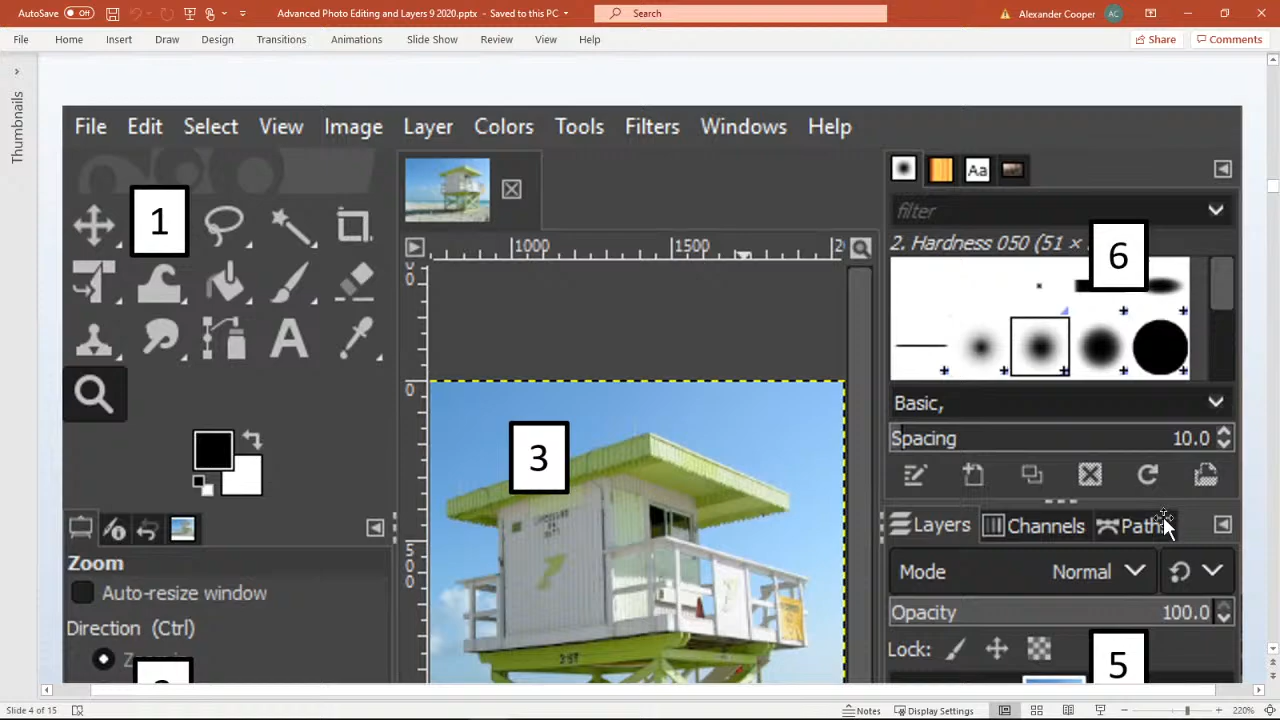 AutoSave Off Advanced Photo Editing and Layers 9 2020.pptx - Saved to this PC Search Alexander Cooper AC
File Home Insert Draw Design Transitions Animations Slide Show Review View Help Share Comments
Thumbnails
File Edit Select View Image Layer Colors Tools Filters Windows Help
1
Aa
filter
1000 1500
2. Hardness 050 (51 ×
6
0
Basic,
Spacing 10.0
3
Layers Channels Paths
500
Zoom
Mode Normal
Auto-resize window
Opacity 100.0
Direction (Ctrl)
Lock:
5
Slide 4 of 15 Notes Display Settings 220%